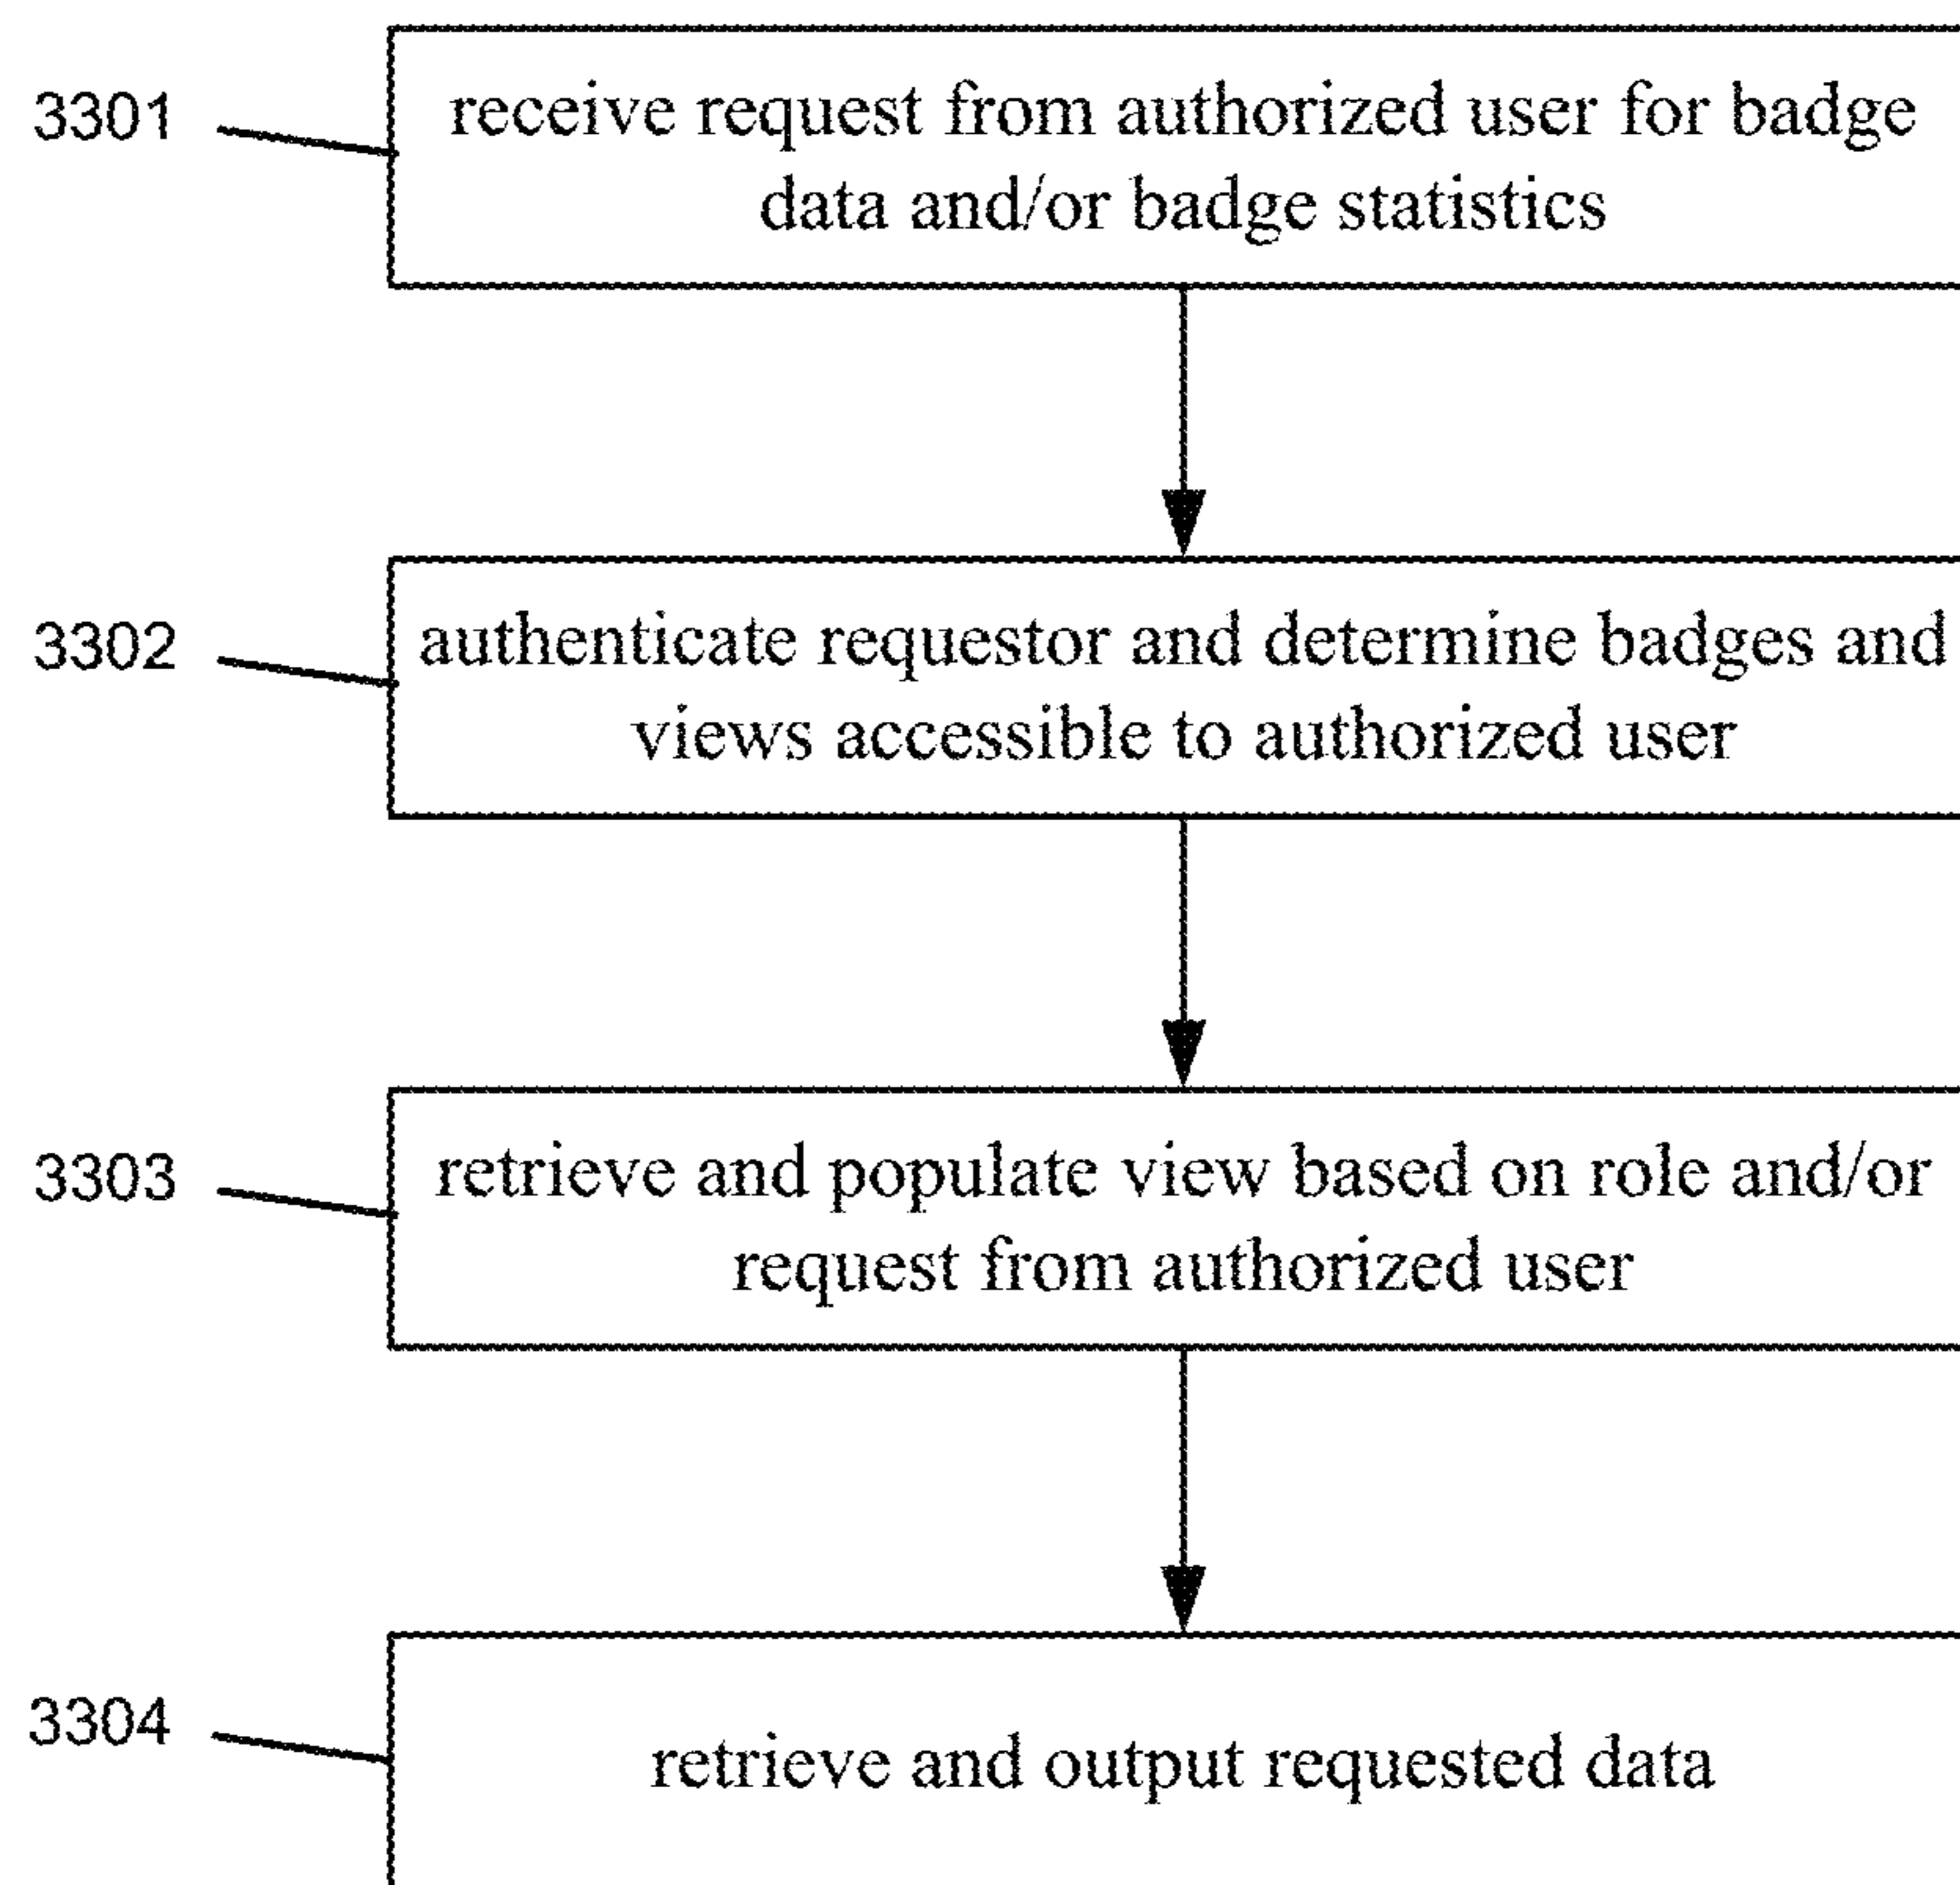 3301
receive request from authorized user for badge
data and/or badge statistics
3302
authenticate requestor and determine badges and
views accessible to authorized user
3303
retrieve and populate view based on role and/or
request from authorized user
3304
retrieve and output requested data